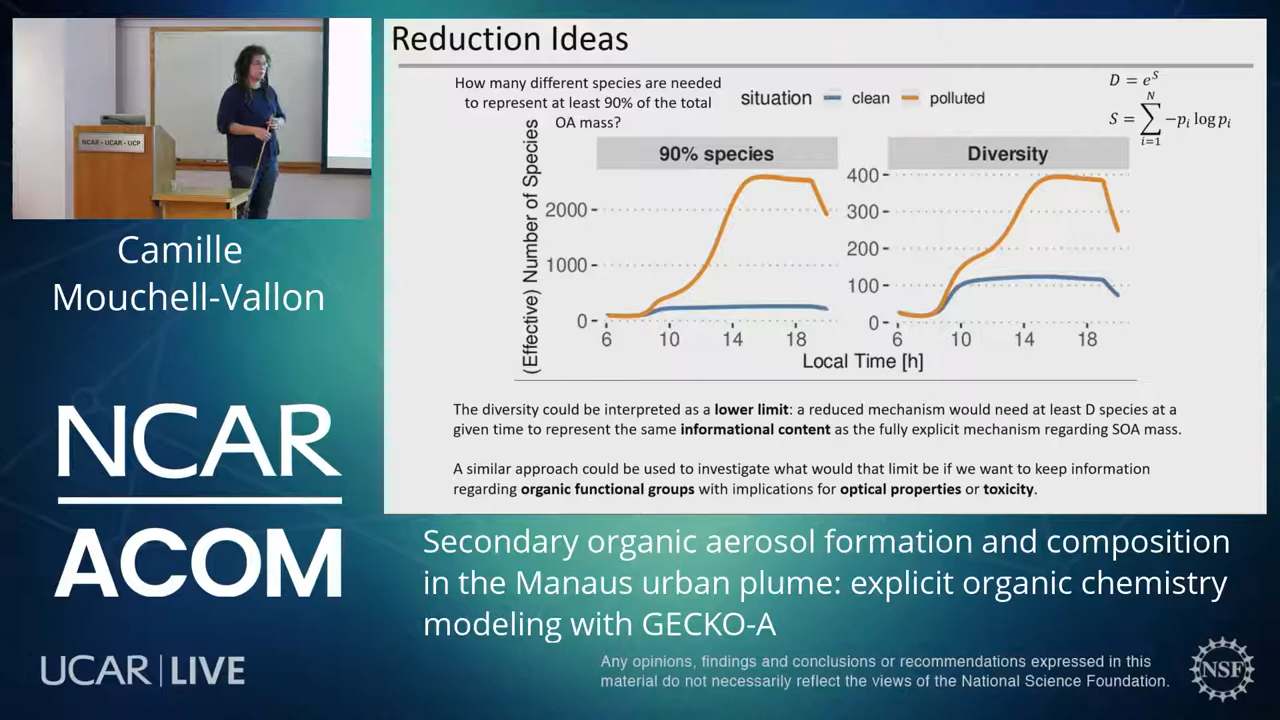 Reduction Ideas
How many different species are needed
to represent at least 90% of the total
OA mass?
situation clean polluted
D = e^S
S = \sum_{i=1}^{N} -p_i log p_i
90% species
Diversity
(Effective) Number of Species
2000
1000
0
6 10 14 18
400
300
200
100
0
6 10 14 18
Local Time [h]
The diversity could be interpreted as a lower limit: a reduced mechanism would need at least D species at a
given time to represent the same informational content as the fully explicit mechanism regarding SOA mass.
A similar approach could be used to investigate what would that limit be if we want to keep information
regarding organic functional groups with implications for optical properties or toxicity.
NCAR - UCAR - UCP
Camille
Mouchell-Vallon
NCAR
ACOM
UCAR | LIVE
Secondary organic aerosol formation and composition
in the Manaus urban plume: explicit organic chemistry
modeling with GECKO-A
Any opinions, findings and conclusions or recommendations expressed in this
material do not necessarily reflect the views of the National Science Foundation.
NSF